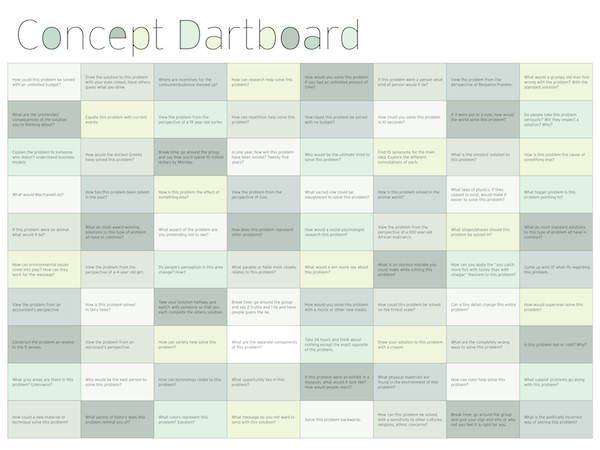 Concept Dartboard
How could this problem be solved
with an unlimited budget?
Draw the solution to this problem
with your eyes closed. Have others
guess what you drew.
Where are incentives for the
consumer/audience messed up?
How can research help solve this
problem?
How would you solve this problem
if you had an unlimited amount of
time?
If this problem were a person what
kind of person would it be?
View this problem from the
perspective of Benjamin Franklin.
What would a grumpy old man find
wrong with the problem? With the
standard solution?
What are the unintended
consequences of the solution
you're thinking about?
Equate this problem with current
events.
View the problem from the
perspective of a 19 year old surfer.
How can repetition help solve this
problem?
How could this problem be solved
with no budget?
How could you solve this problem
in 10 seconds?
If it were put to a vote, how would
the world solve this problem?
Do people take this problem
seriously? Will they respect a
solution? Why?
Explain the problem to someone
who doesn't understand business
models.
How would the ancient Greeks
have solved this problem?
Break time: go around the
group and say how you'd spend 10 million
dollars by Monday.
In one year, how will this problem
have been solved? Twenty five
years?
Who would be the ultimate mind to
solve this problem?
Find 10 synonyms for the main
idea. Explore the different
connotations of each.
What is the simplest solution to
this problem?
How is this problem the cause of
something else?
What would Machiavelli do?
How has this problem been solved
in the past?
How is this problem the effect of
something else?
View the problem from the
perspective of God.
What sacred cow could be
slaughtered to solve this problem?
How is this problem solved in the animal
world?
What laws of physics, if they
ceased to exist, would make it
easier to solve this problem?
What bigger problem is this
problem pointing to?
If this problem were an animal,
what would it be?
What do most award winning
solutions to this type of problem
all have in common?
What aspect of the problem are
you pretending not to see?
How does this problem represent
other problems?
How would a social psychologist
research this problem?
View the problem from the
perspective of a 100 year old
African matriarch.
What stages/phases should this
problem be solved in?
What do most standard solutions
to this type of problem all have in
common?
How can environmental issues
come into play? How can they
work for the message?
View the problem from the
perspective of a 4 year old girl.
Do people's perception in this area
change? How?
What parable or fable most closely
relates to this problem?
What would a sim mom say about
this problem?
What is an obvious mistake you
could make while solving this
problem?
How can you apply the "you catch
more flies with honey than with
vinegar" theorem to this problem?
View the problem from an
accountant's perspective.
How is this problem solved
in fairy tales?
Take your solution halfway and
switch with someone so that you
each complete the others solution.
Break time: go around the group
and say 2 truths and 1 lie and have
people guess the lie.
How would you solve this problem
with a movie or other new media.
How could this problem be solved
on the tiniest scale?
Can a tiny detail change this entire
problem?
How would superman solve this
problem?
Construct the problem as related
to the 5 senses.
View the problem from an
astronaut's perspective.
How can variety help solve this
problem?
What are the separate components
of this problem?
Take 24 hours and think about
nothing except the exact opposite
of the problem.
Draw your solution to this problem
with a crayon.
What are the completely wrong
ways to solve this problem?
Is this problem hot or cold? Why?
What gray areas are there in this
problem? Unknowns?
Why would be the best person to
solve this problem?
How can technology relate to this
problem?
What opportunity lies in this
problem?
If this problem were an exhibit in a
museum, what would it look like?
How would people react?
What physical materials are
found in the environment of this
problem?
How can color help solve this
problem?
What subplot problems go along
with this problem?
How could a new material or
technique solve this problem?
What period of history does this
problem remind you of?
What colors represent this
problem? Solution?
What message do you not want to
send with this solution?
Solve this problem backwards.
How can this problem be solved
with a sensitivity to other cultures,
religions, ethnic concerns?
Break time: go around the group
and give your sign and why or why
not you feel it is right for you.
What is the politically incorrect
way of solving this problem?